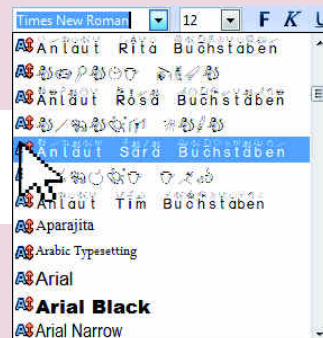 Times New Roman 12 F K U
Anlaut Rita Buchstaben
Anlaut Rosa Buchstaben
Anlaut Sara Buchstaben
Anlaut Tim Buchstaben
Aparajita
Arabic Typesetting
Arial
Arial Black
Arial Narrow